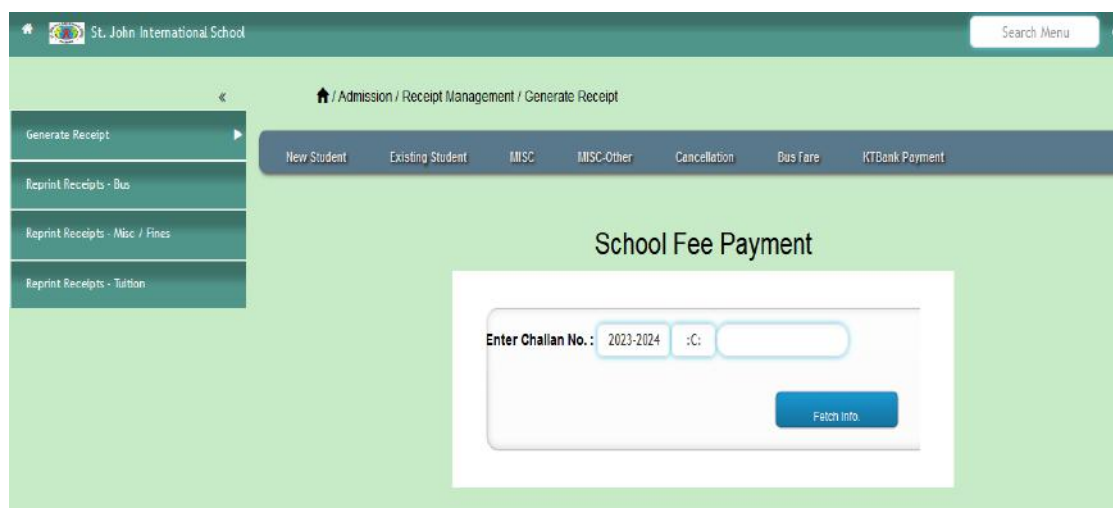 St. John International School
Search Menu
«
/ Admission / Receipt Management / Generate Receipt
Generate Receipt
Reprint Receipts - Bus
Reprint Receipts - Misc / Fines
Reprint Receipts - Tuition
New Student Existing Student MISC MISC-Other Cancellation Bus Fare KTBank Payment
School Fee Payment
Enter Challan No. : 2023-2024 :C:
Fetch Info.